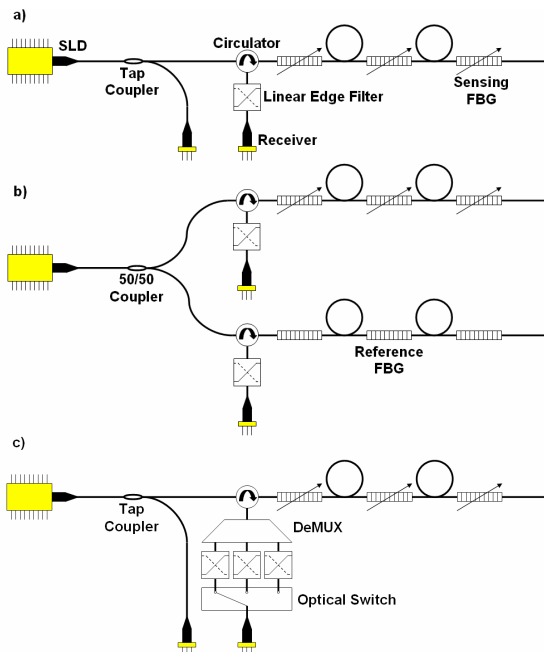 a)
SLD
Circulator
Tap
Coupler
Sensing
FBG
Linear Edge Filter
Receiver
b)
50/50
Coupler
Reference
FBG
c)
Tap
Coupler
DeMUX
Optical Switch